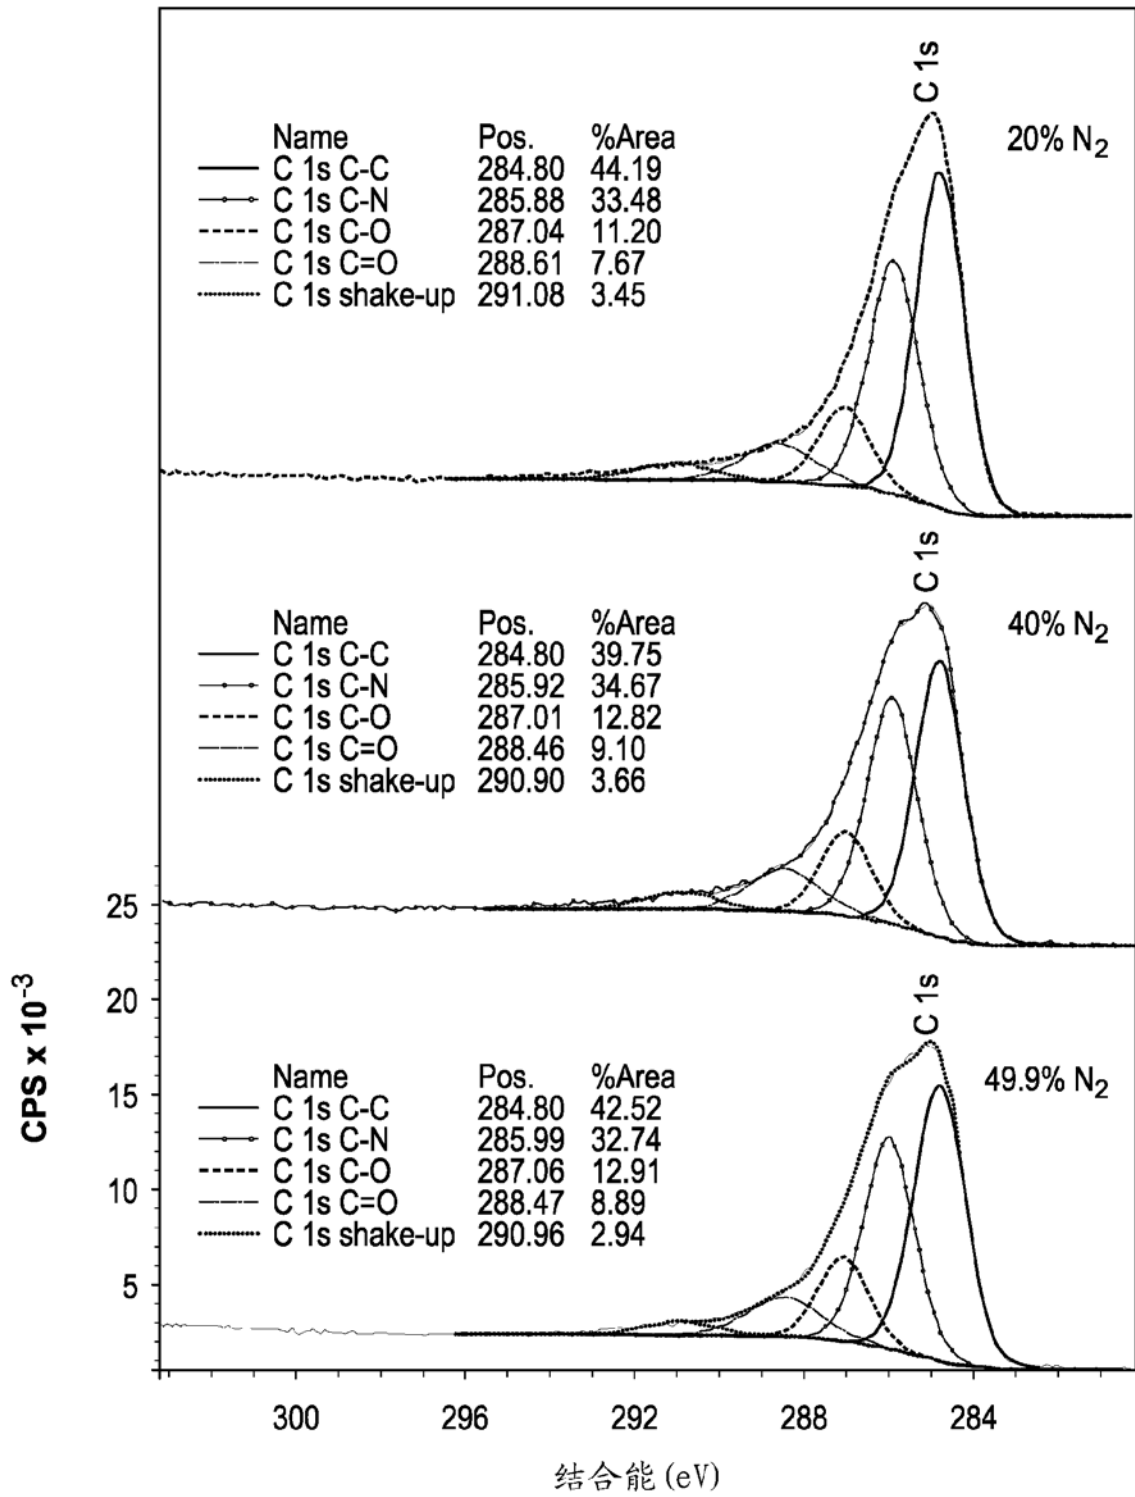 C 1s
20% N2
Name Pos. %Area
C 1s C-C 284.80 44.19
C 1s C-N 285.88 33.48
C 1s C-O 287.04 11.20
C 1s C=O 288.61 7.67
C 1s shake-up 291.08 3.45
C 1s
40% N2
Name Pos. %Area
C 1s C-C 284.80 39.75
C 1s C-N 285.92 34.67
C 1s C-O 287.01 12.82
C 1s C=O 288.46 9.10
C 1s shake-up 290.90 3.66
C 1s
49.9% N2
Name Pos. %Area
C 1s C-C 284.80 42.52
C 1s C-N 285.99 32.74
C 1s C-O 287.06 12.91
C 1s C=O 288.47 8.89
C 1s shake-up 290.96 2.94
CPS x 10-3
25
20
15
10
5
300 296 292 288 284
结合能(eV)